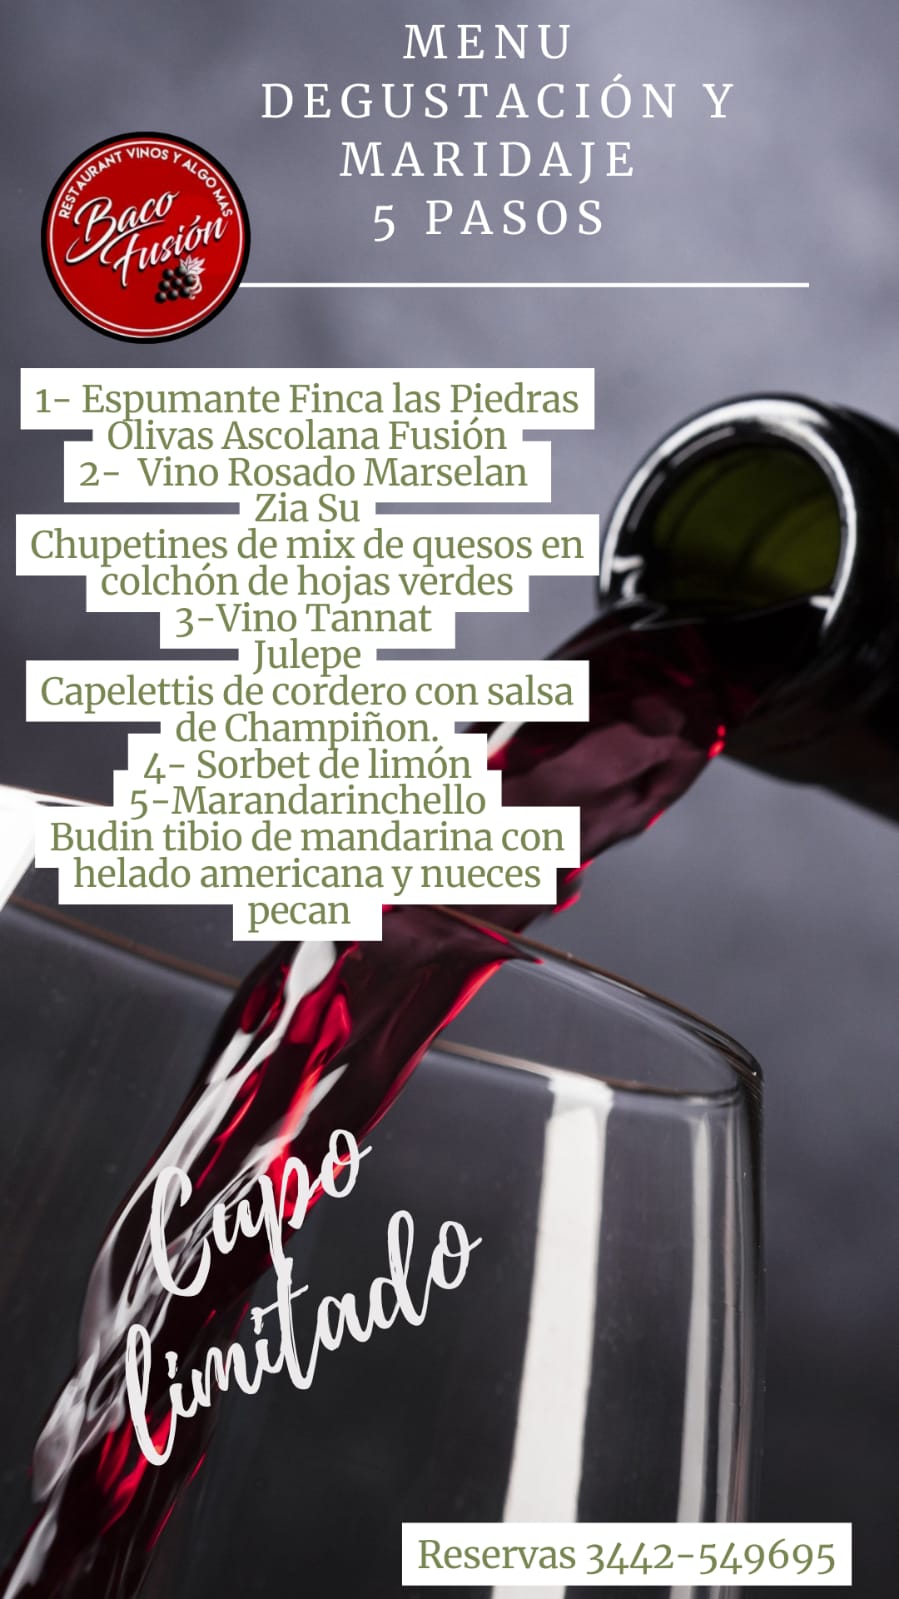 MENU
DEGUSTACIÓN Y
MARIDAJE
5 PASOS
RESTAURANT VINOS Y ALGO MAS
Baco
Fusión
1- Espumante Finca las Piedras
Olivas Ascolana Fusión
2- Vino Rosado Marselan
Zia Su
Chupetines de mix de quesos en
colchón de hojas verdes
3-Vino Tannat
Julepe
Capelettis de cordero con salsa
de Champiñon.
4- Sorbet de limón
5-Marandarinchello
Budin tibio de mandarina con
helado americana y nueces
pecan
Cupo
limitado
Reservas 3442-549695